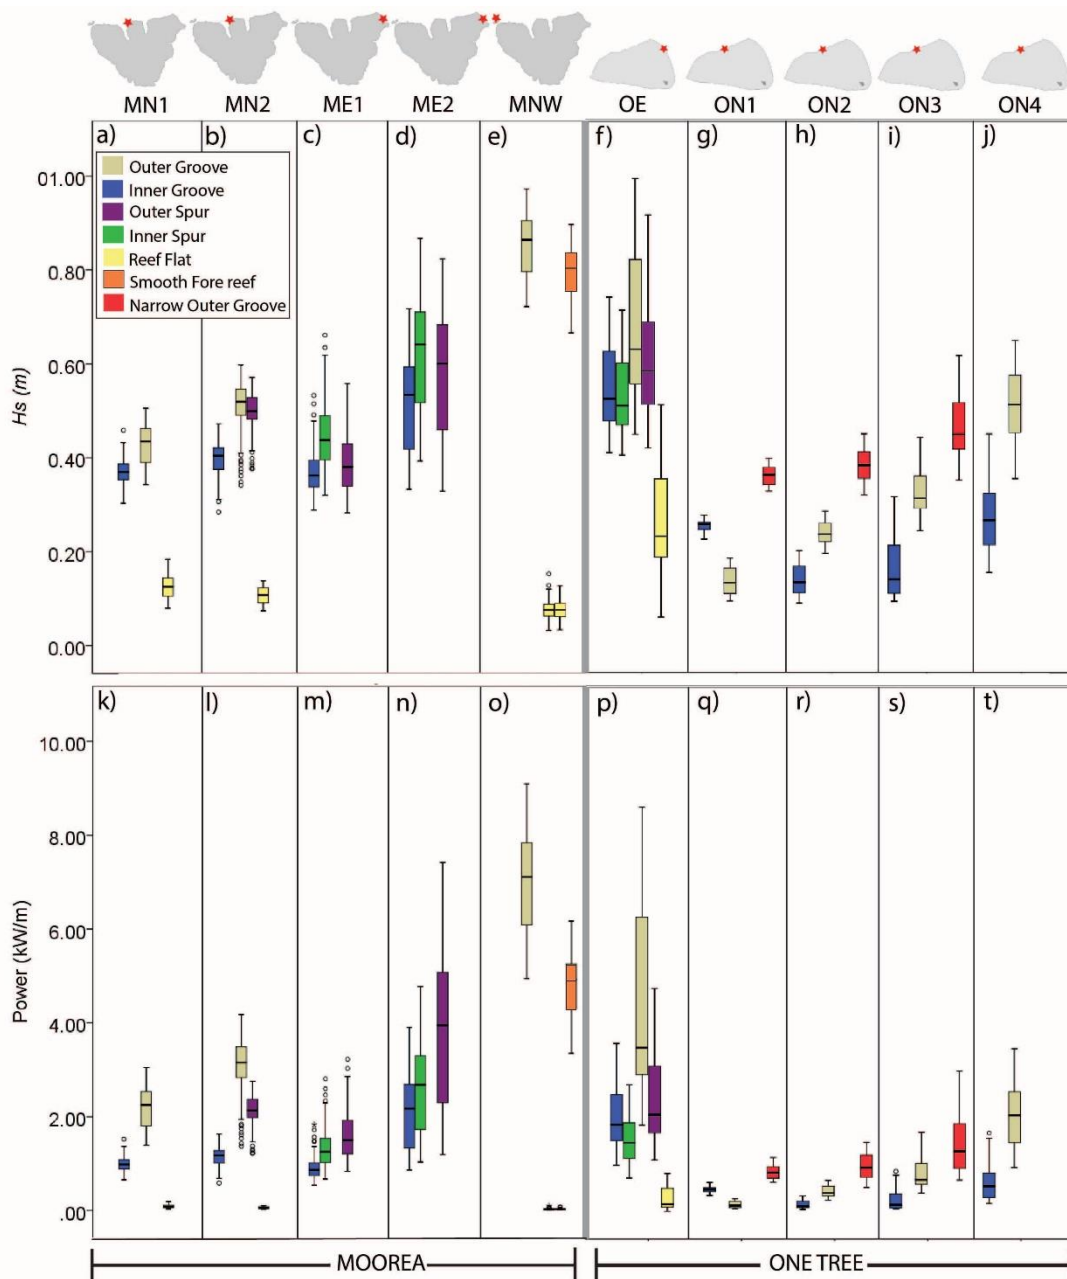 MN1 MN2 ME1 ME2 MNW OE ON1 ON2 ON3 ON4
a) b) c) d) e) f) g) h) i) j)
Outer Groove
Inner Groove
Outer Spur
Inner Spur
Reef Flat
Smooth Fore reef
Narrow Outer Groove
01.00
0.80
0.60
0.40
0.20
0.00
Hs (m)
k) l) m) n) o) p) q) r) s) t)
10.00
8.00
6.00
4.00
2.00
.00
Power (kW/m)
MOOREA ONE TREE